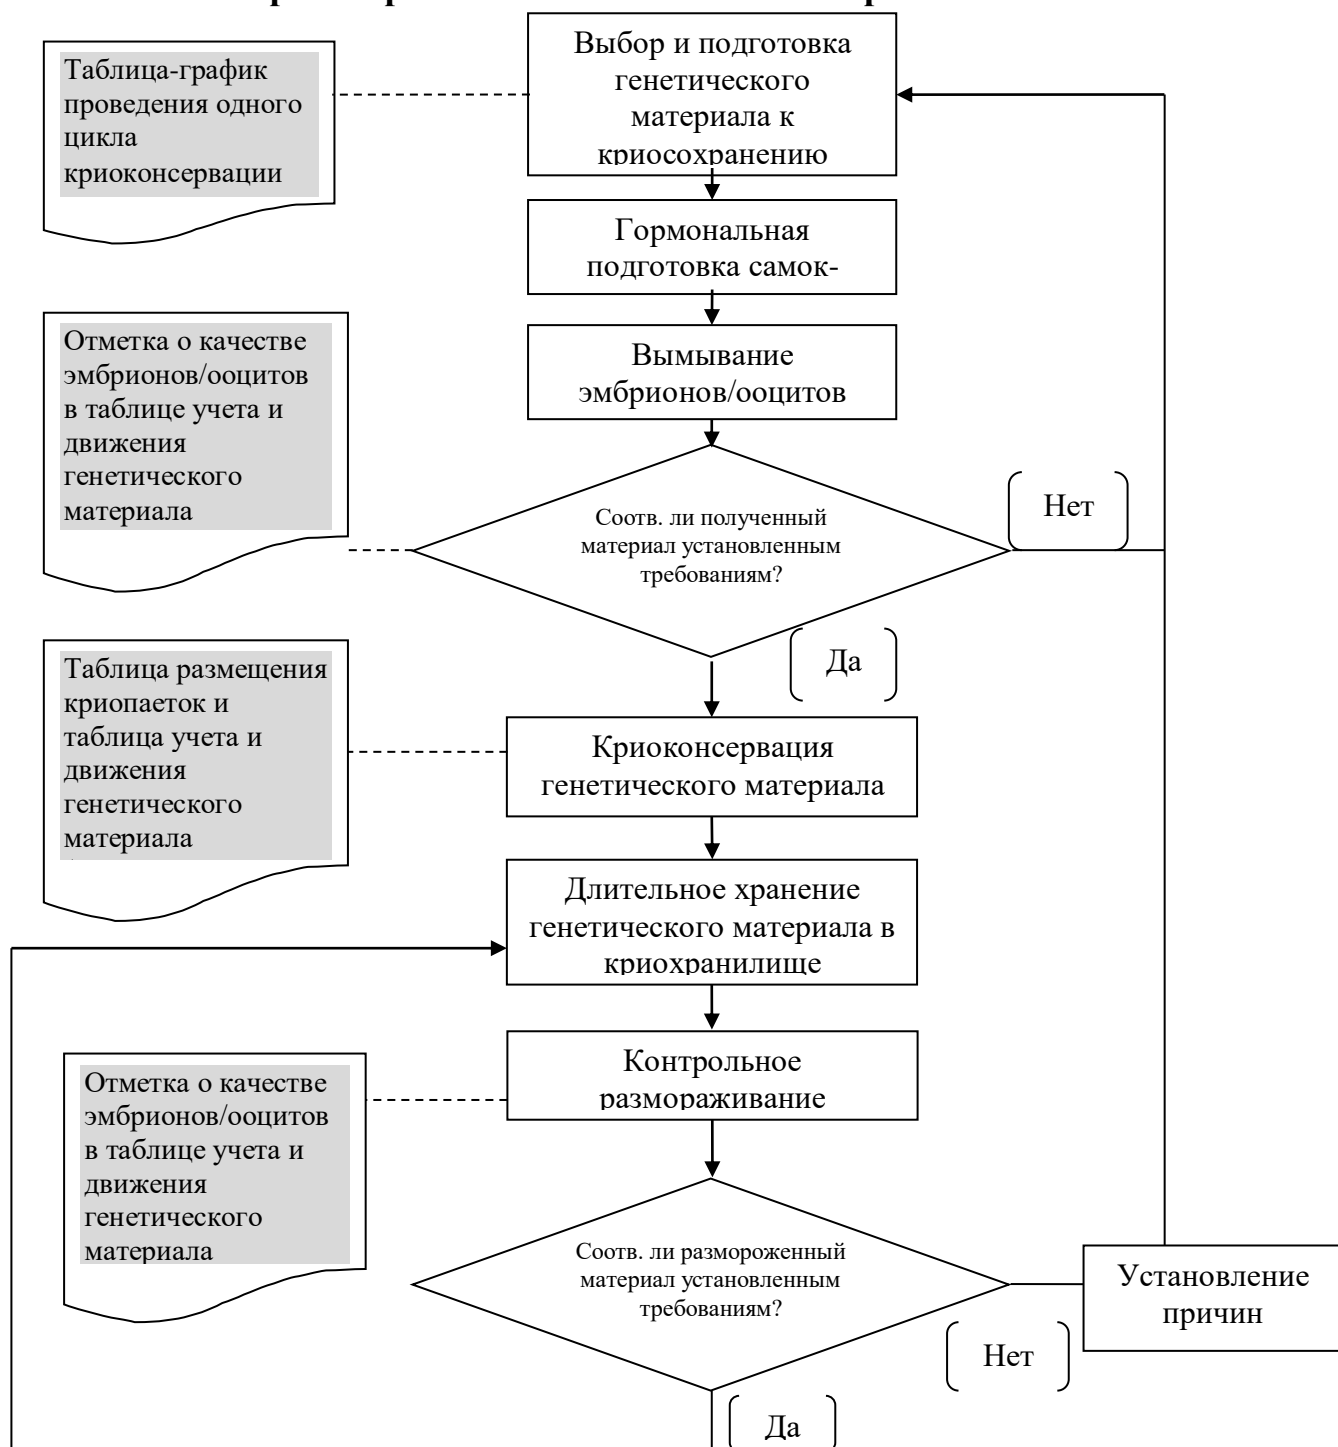 Таблица-график
проведения одного
цикла
криоконсервации
Выбор и подготовка
генетического
материала к
криосохранению
Гормональная
подготовка самок-
Отметка о качестве
эмбрионов/ооцитов
в таблице учета и
движения
генетического
материала
Вымывание
эмбрионов/ооцитов
Соотв. ли полученный
материал установленным
требованиям?
Нет
Да
Таблица размещения
криопаеток и
таблица учета и
движения
генетического
материала
Криоконсервация
генетического материала
Длительное хранение
генетического материала в
криохранилище
Контрольное
размораживание
Отметка о качестве
эмбрионов/ооцитов
в таблице учета и
движения
генетического
материала
Соотв. ли размороженный
материал установленным
требованиям?
Установление
причин
Нет
Да